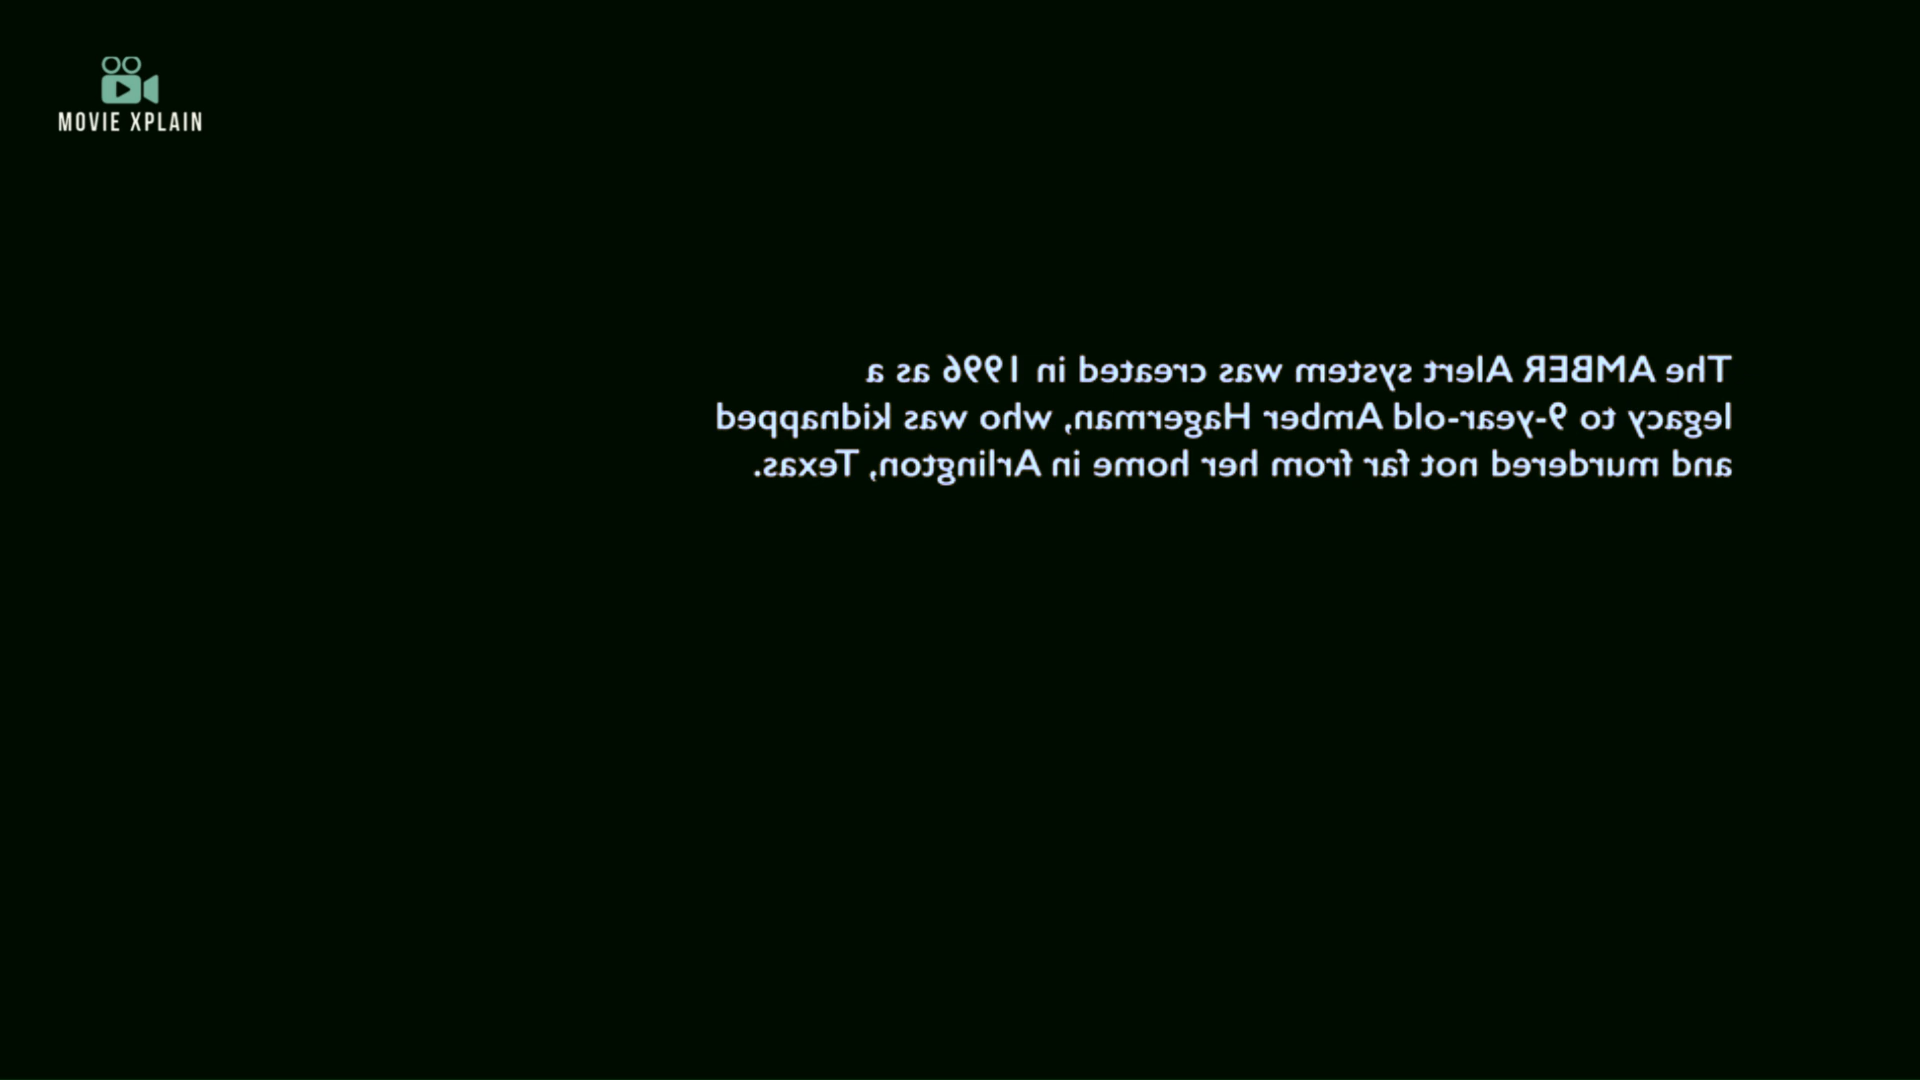 MOVIE XPLAIN
The AMBER Alert system was created in 1996 as a
legacy to 9-year-old Amber Hagerman, who was kidnapped
and murdered not far from her home in Arlington, Texas.